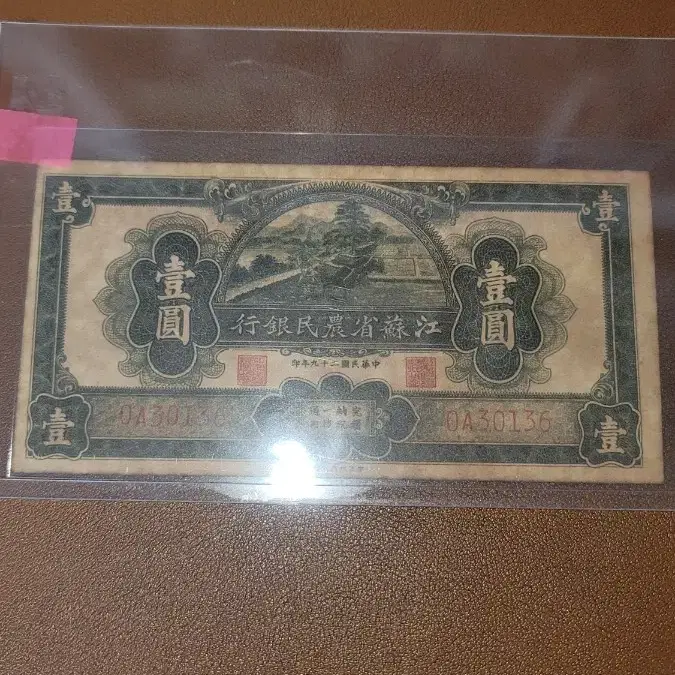 壹 壹
壹圓 壹圓
行銀民農省蘇江
印年九十二國民華中
0A30136 0A30136
壹 壹